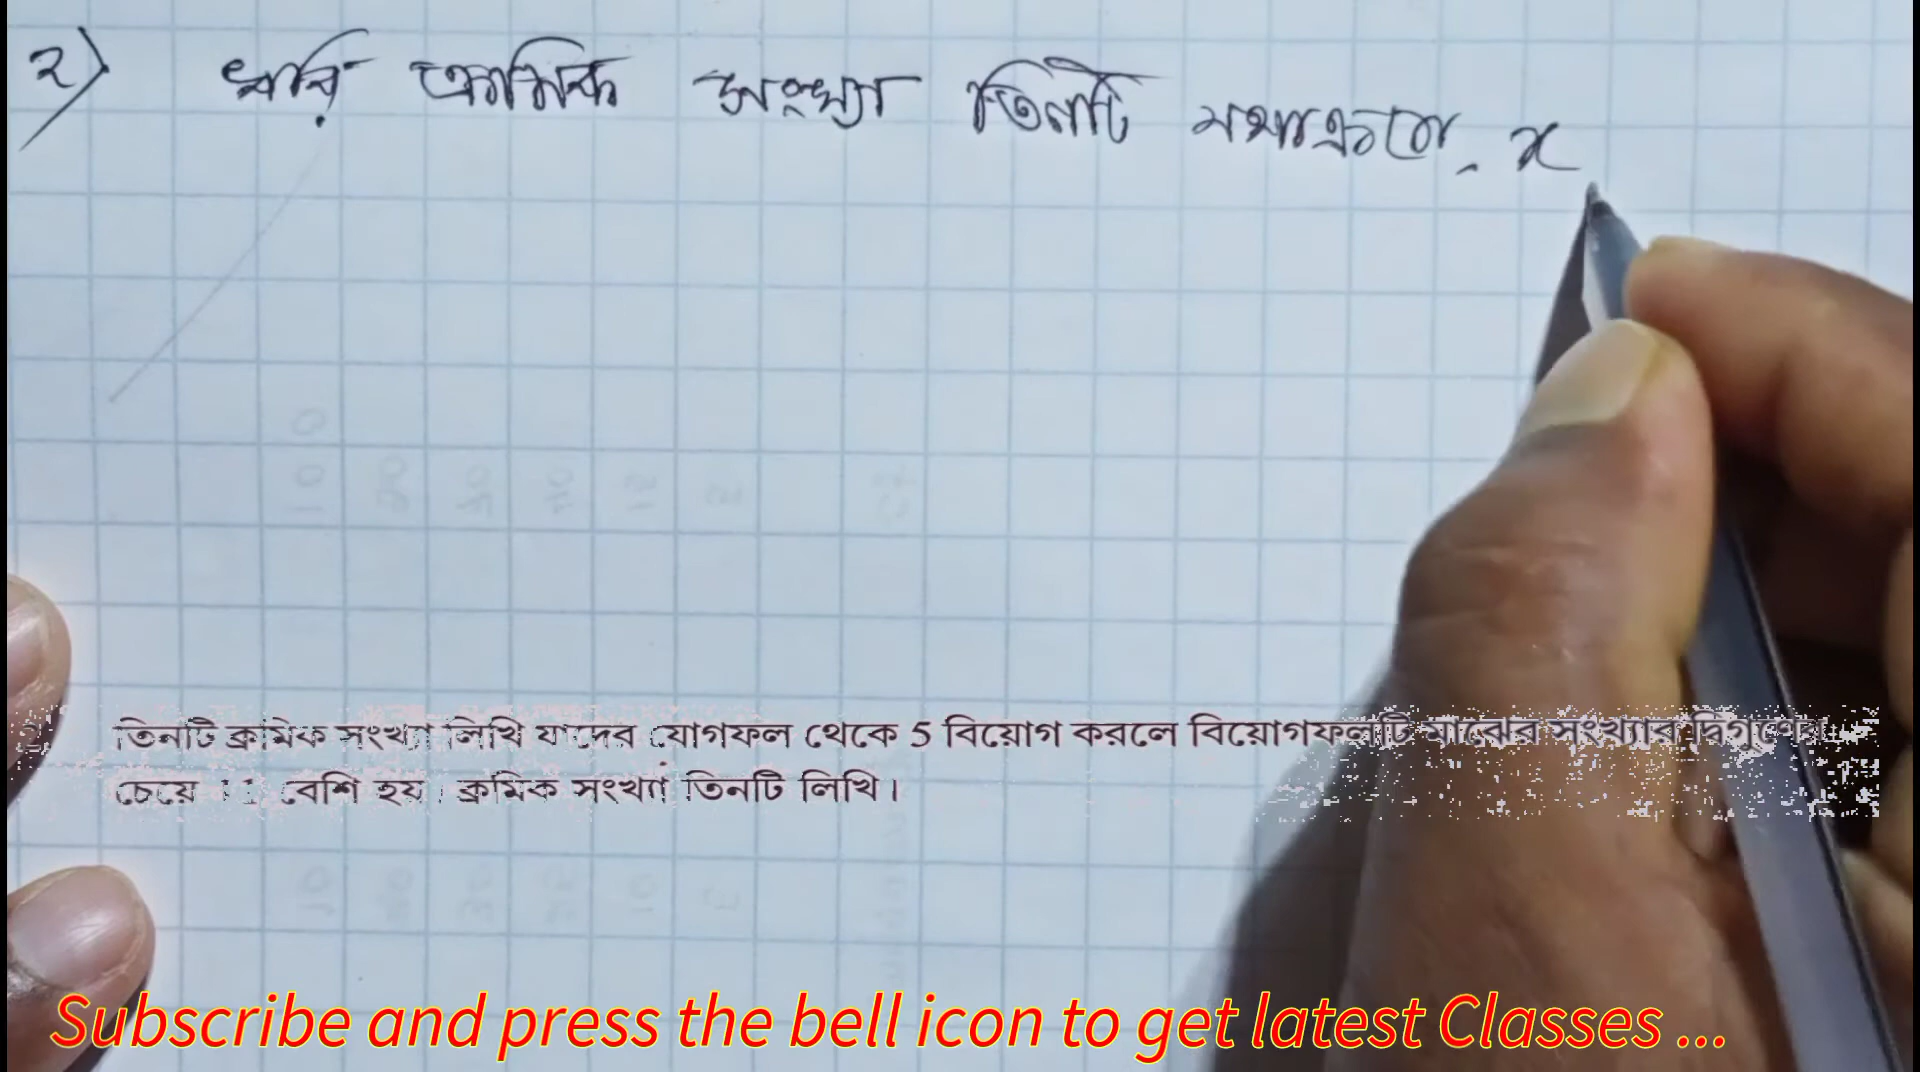 ২) ধরি ক্রমিক সংখ্যা তিনটি যথাক্রমে, x
তিনটি ক্রমিক সংখ্যা লিখি যাদের যোগফল থেকে 5 বিয়োগ করলে বিয়োগফলটি মাঝের সংখ্যার দ্বিগুণের
চেয়ে 11 বেশি হয়। ক্রমিক সংখ্যা তিনটি লিখি।
Subscribe and press the bell icon to get latest Classes ...